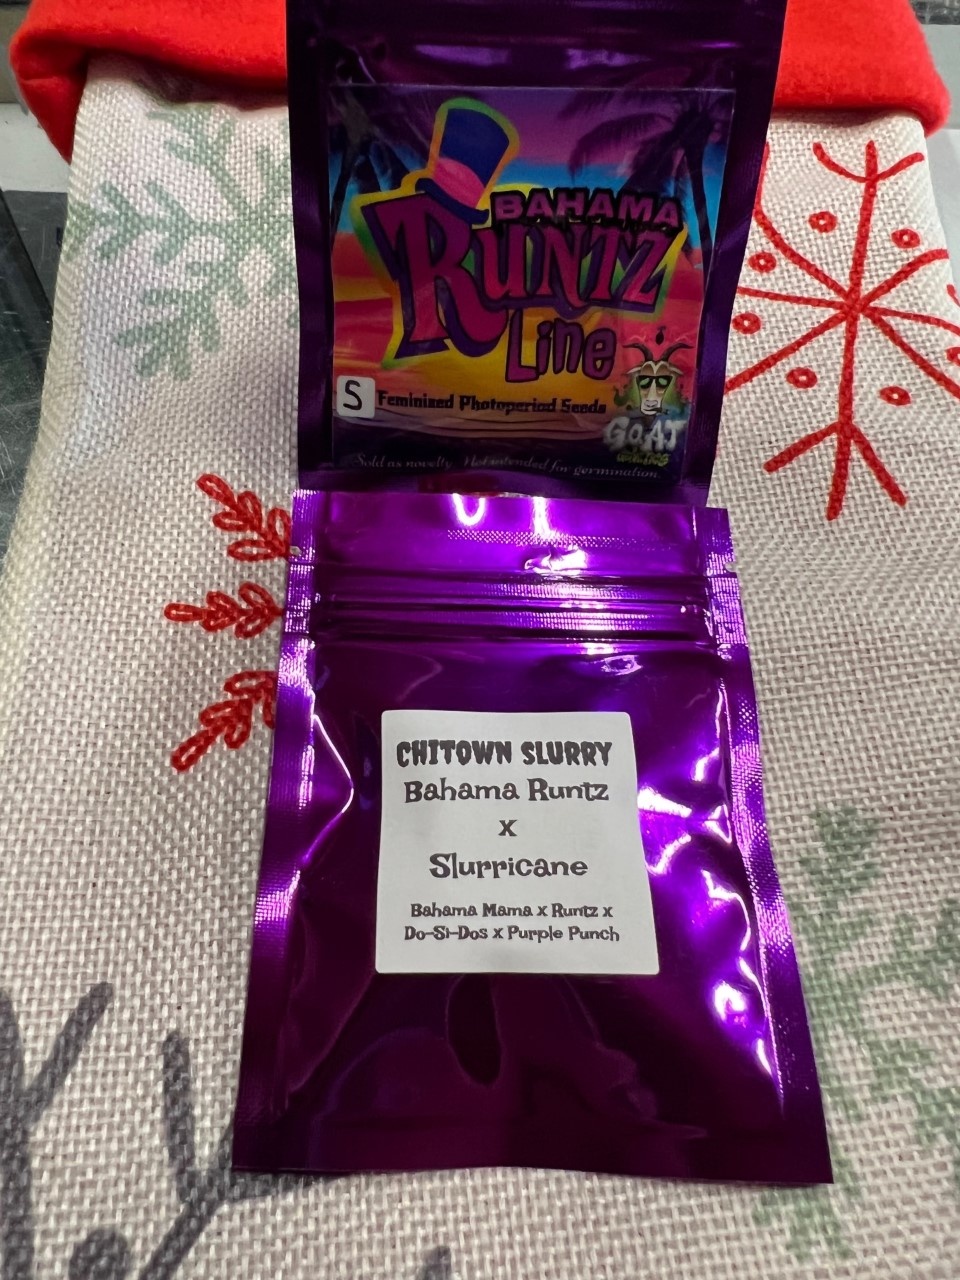 BAHAMA
RUNTZ
Line
5 Feminized Photoperiod Seeds
GOAT
Sold as novelty. Not intended for germination.
CHITOWN SLURRY
Bahama Runtz
x
Slurricane
Bahama Mama x Runtz x
Do-Si-Dos x Purple Punch